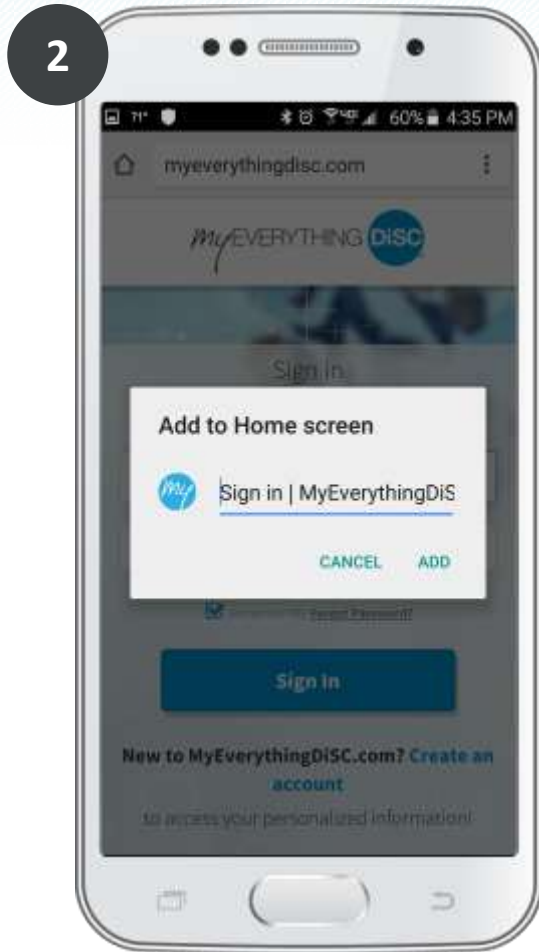 2
71° 60% 4:35 PM
myeverythingdisc.com
my EVERYTHING DiSC
Sign in
Add to Home screen
my
Sign in | MyEverythingDiS
CANCEL ADD
Forgot Password?
Sign In
New to MyEverythingDiSC.com? Create an
account
to access your personalized information!